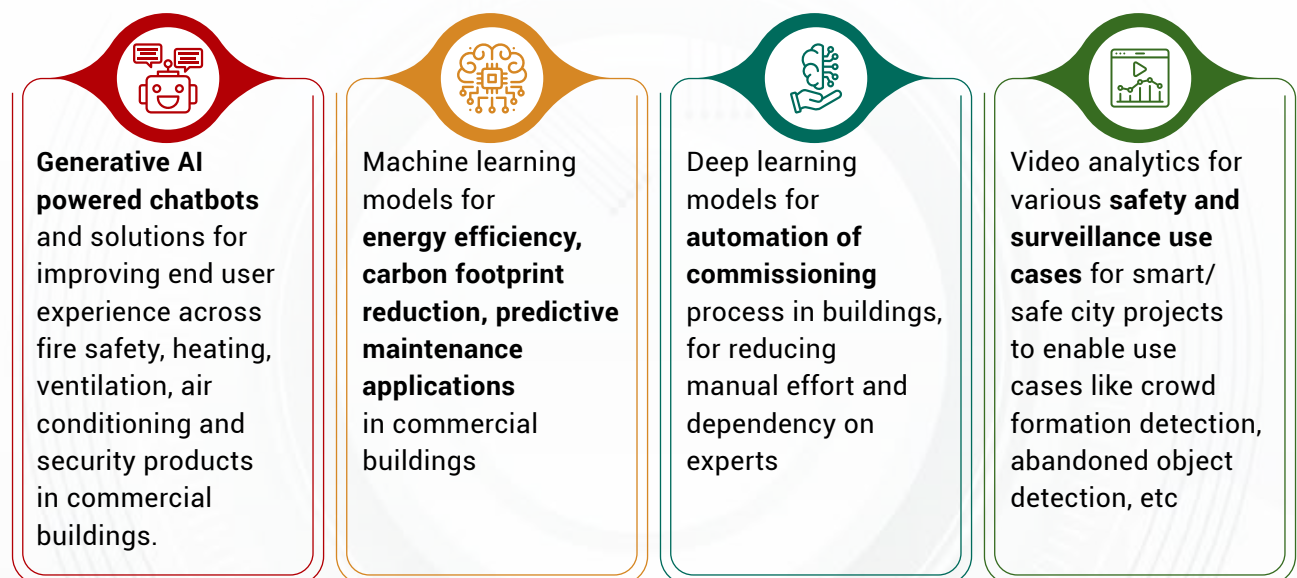 Generative AI
powered chatbots
and solutions for
improving end user
experience across
fire safety, heating,
ventilation, air
conditioning and
security products
in commercial
buildings.
Machine learning
models for
energy efficiency,
carbon footprint
reduction, predictive
maintenance
applications
in commercial
buildings
Deep learning
models for
automation of
commissioning
process in buildings,
for reducing
manual effort and
dependency on
experts
Video analytics for
various safety and
surveillance use
cases for smart/
safe city projects
to enable use
cases like crowd
formation detection,
abandoned object
detection, etc